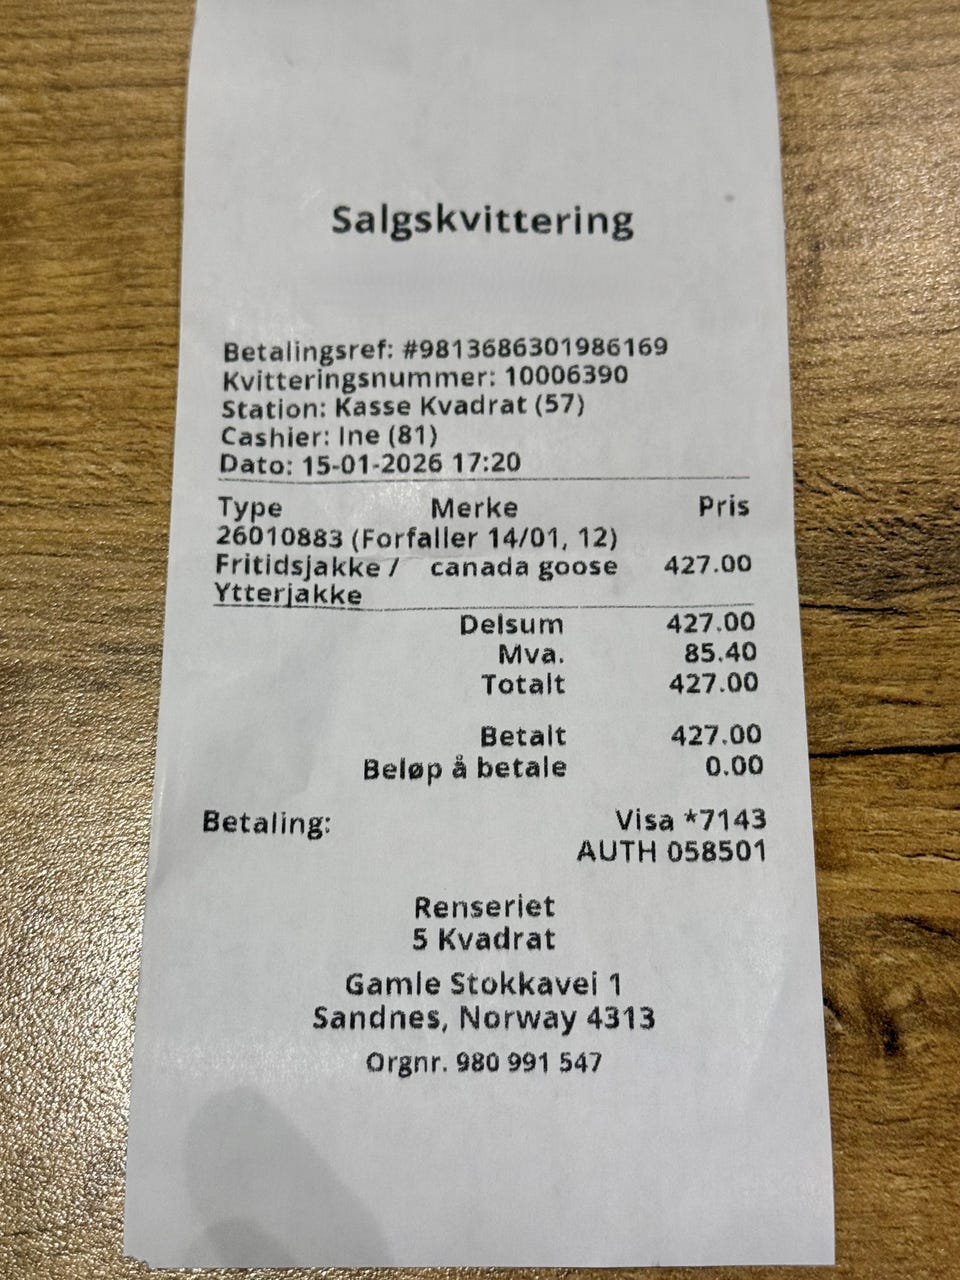 Salgskvittering
Betalingsref: #9813686301986169
Kvitteringsnummer: 10006390
Station: Kasse Kvadrat (57)
Cashier: Ine (81)
Dato: 15-01-2026 17:20
Type Merke Pris
26010883 (Forfaller 14/01, 12)
Fritidsjakke / canada goose 427.00
Ytterjakke
Delsum 427.00
Mva. 85.40
Totalt 427.00
Betalt 427.00
Beløp å betale 0.00
Betaling: Visa *7143
AUTH 058501
Renseriet
5 Kvadrat
Gamle Stokkavei 1
Sandnes, Norway 4313
Orgnr. 980 991 547